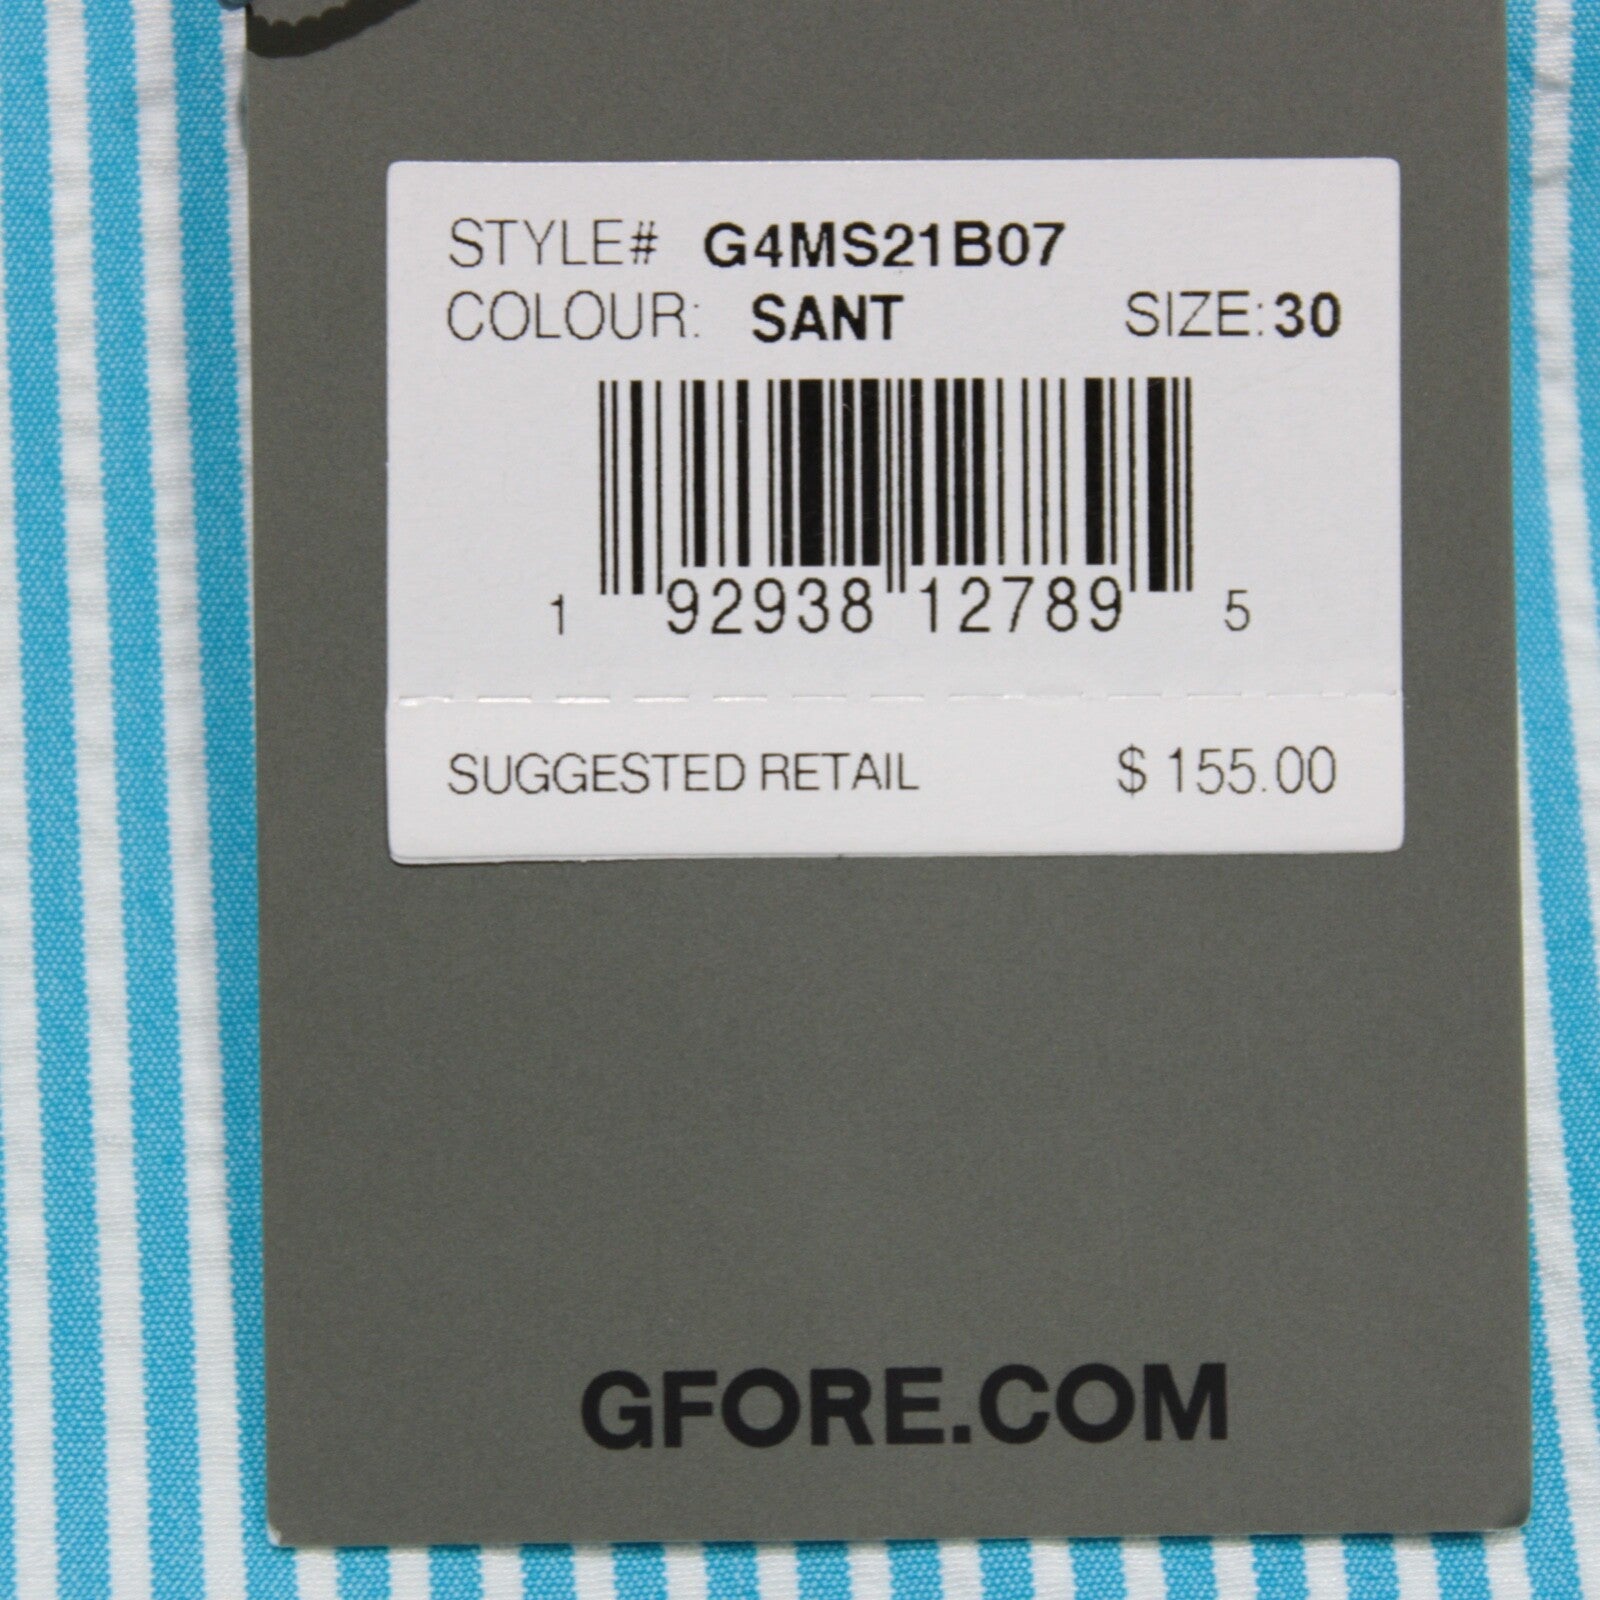 STYLE# G4MS21B07
COLOUR: SANT SIZE: 30
1 92938 12789 5
SUGGESTED RETAIL $ 155.00
GFORE.COM